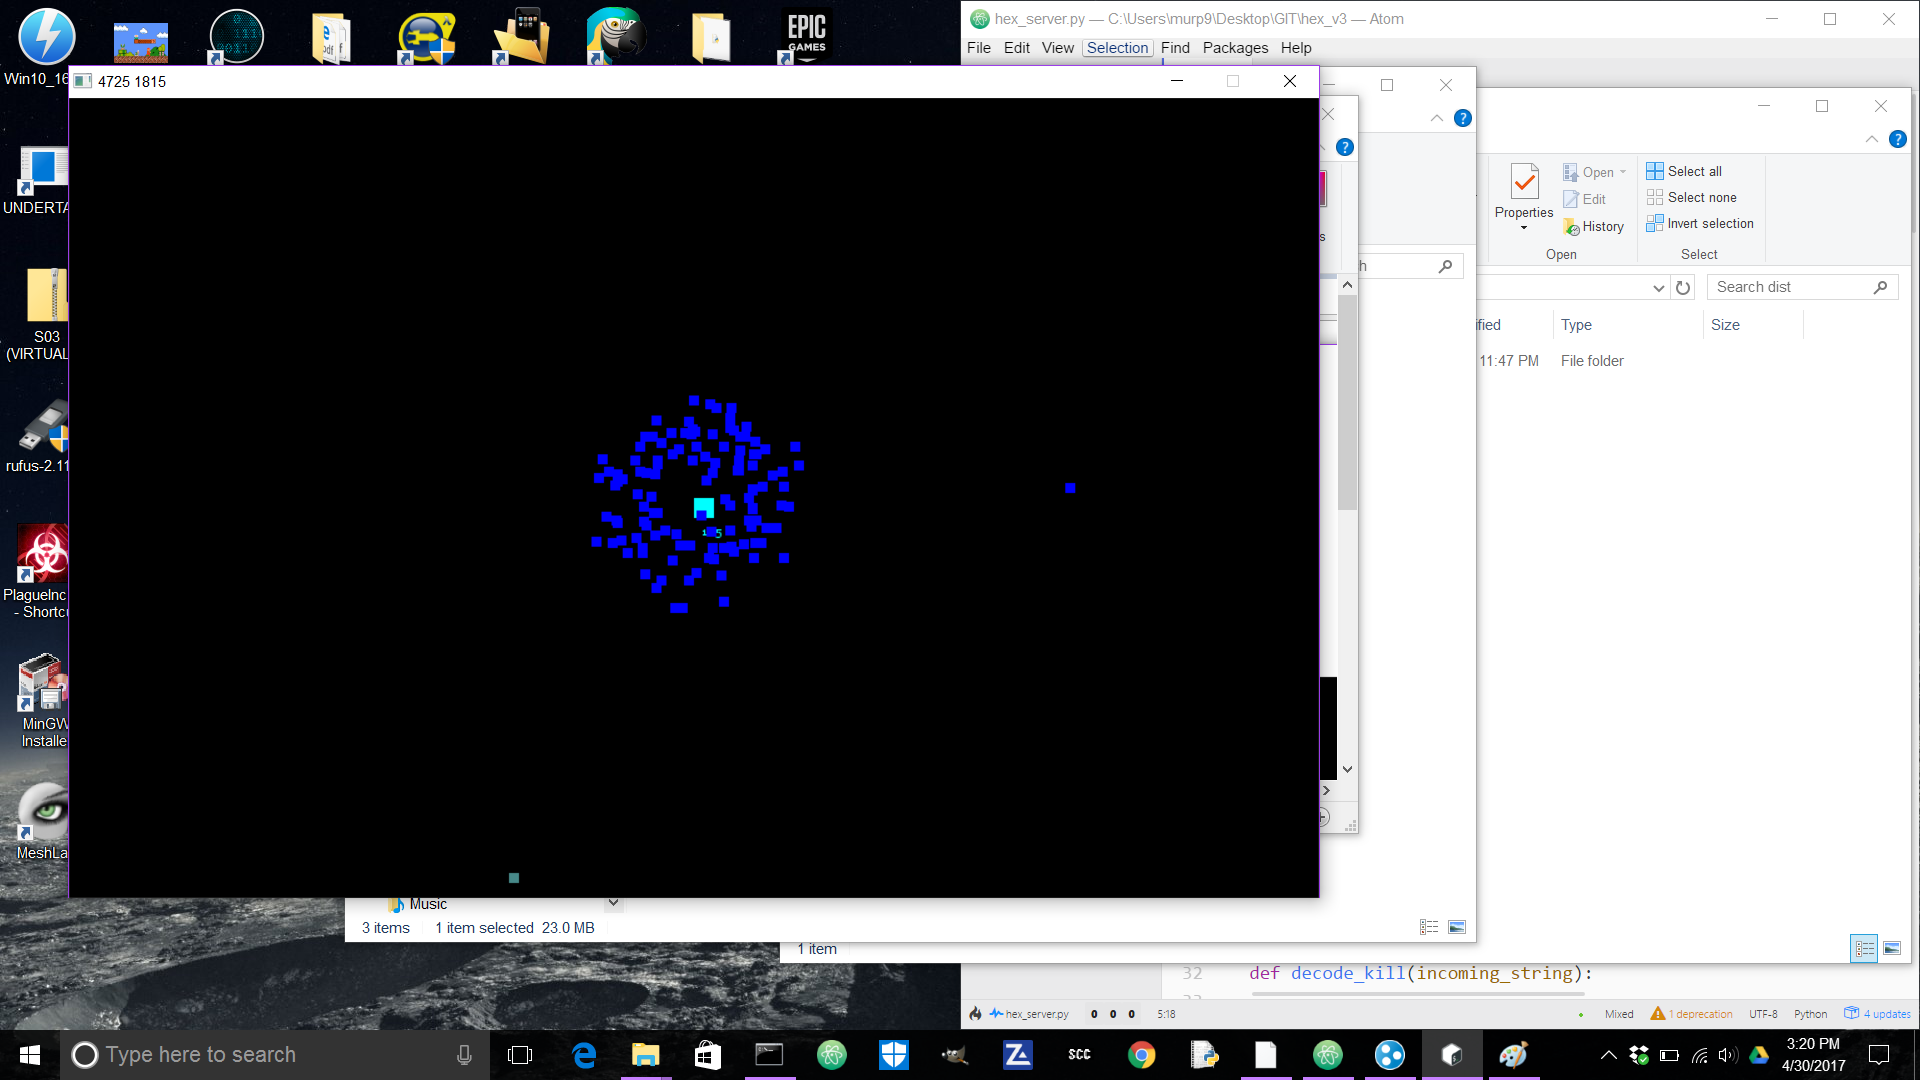 hex_server.py — C:\Users\murp9\Desktop\GIT\hex_v3 — Atom
File Edit View Selection Find Packages Help
EPIC
GAMES
Win10_16
4725 1815
UNDERTA
S03
(VIRTUAL
rufus-2.11
PlagueInc
- Shortcu
MinGW
Installe
MeshLa
Properties
Open
Edit
History
Open
Select all
Select none
Invert selection
Select
Search dist
ified
Type
Size
11:47 PM
File folder
Music
3 items 1 item selected 23.0 MB
1 item
32 def decode_kill(incoming_string):
hex_server.py 0 0 0 5:18
Mixed 1 deprecation UTF-8 Python 4 updates
Type here to search
SCC
3:20 PM
4/30/2017